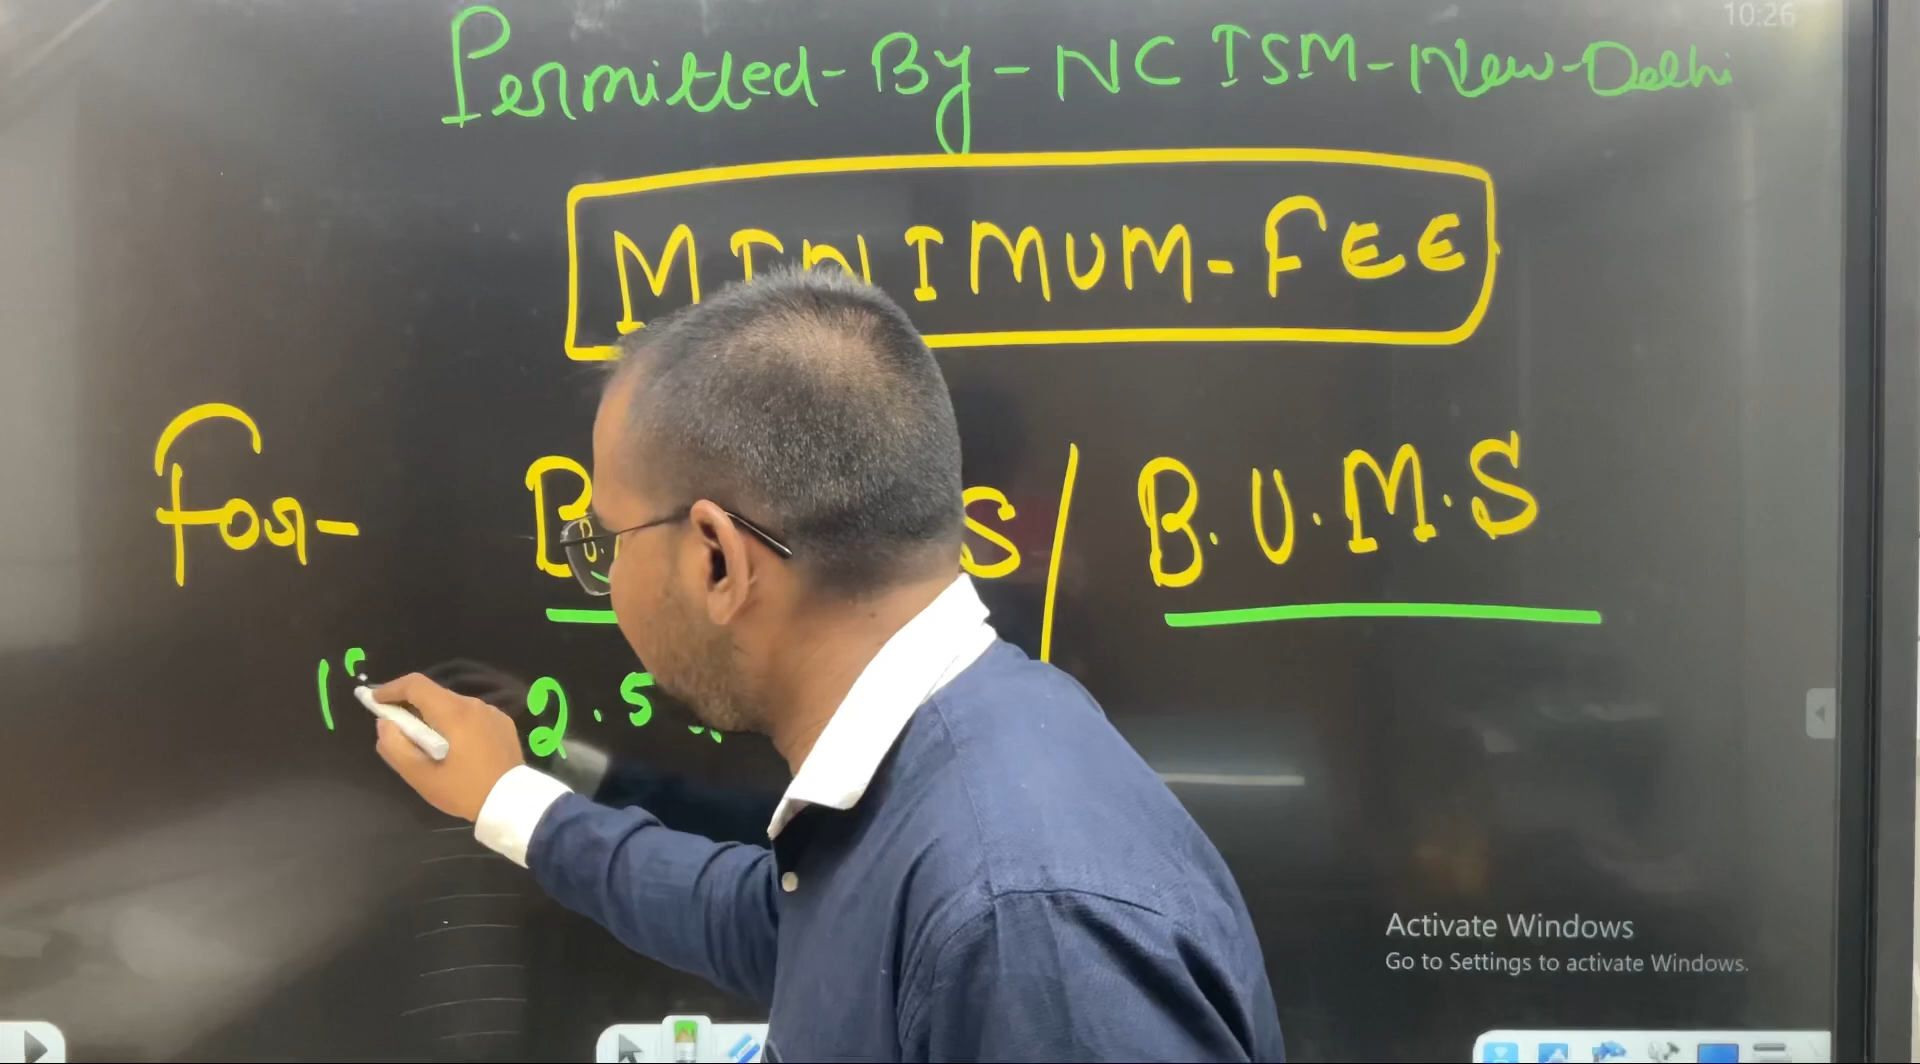 10:26
Permitted-By-NCISM-New-Delhi
MINIMUM-FEE
For- B S / B.U.M.S
1 2.5
Activate Windows
Go to Settings to activate Windows.